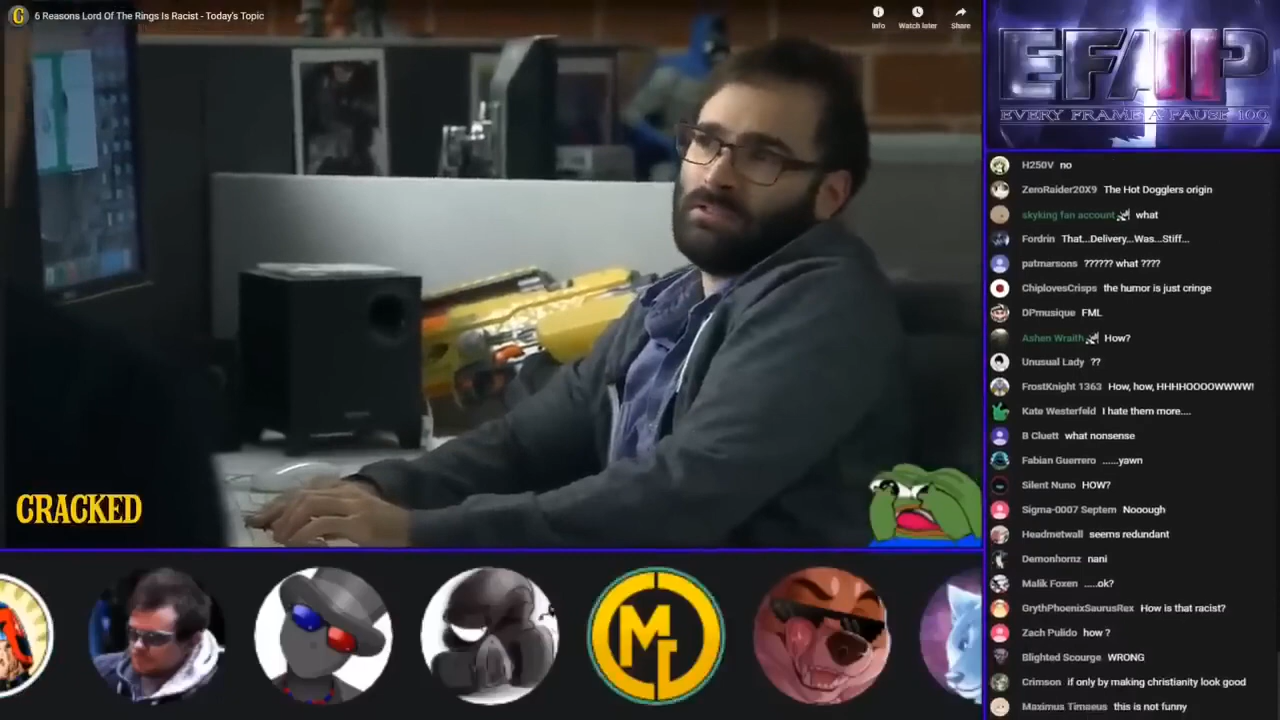 6 Reasons Lord Of The Rings Is Racist - Today's Topic
Info
Watch later
Share
CRACKED
EFAP
EVERY FRAME A PAUSE 100
H250V no
ZeroRaider20X9 The Hot Dogglers origin
skyking fan account what
Fordrin That...Delivery...Was...Stiff...
patmarsons ?????? what ????
ChiplovesCrisps the humor is just cringe
DPmusique FML
Ashen Wraith How?
Unusual Lady ??
FrostKnight 1363 How, how, HHHHOOOOWWWW!
Kate Westerfeld I hate them more....
B Cluett what nonsense
Fabian Guerrero ......yawn
Silent Nuno HOW?
Sigma-0007 Septem Nooough
Headmetwall seems redundant
Demonhornz nani
Malik Foxen .....ok?
GrythPhoenixSaurusRex How is that racist?
Zach Pulido how ?
Blighted Scourge WRONG
Crimson if only by making christianity look good
Maximus Timaeus this is not funny